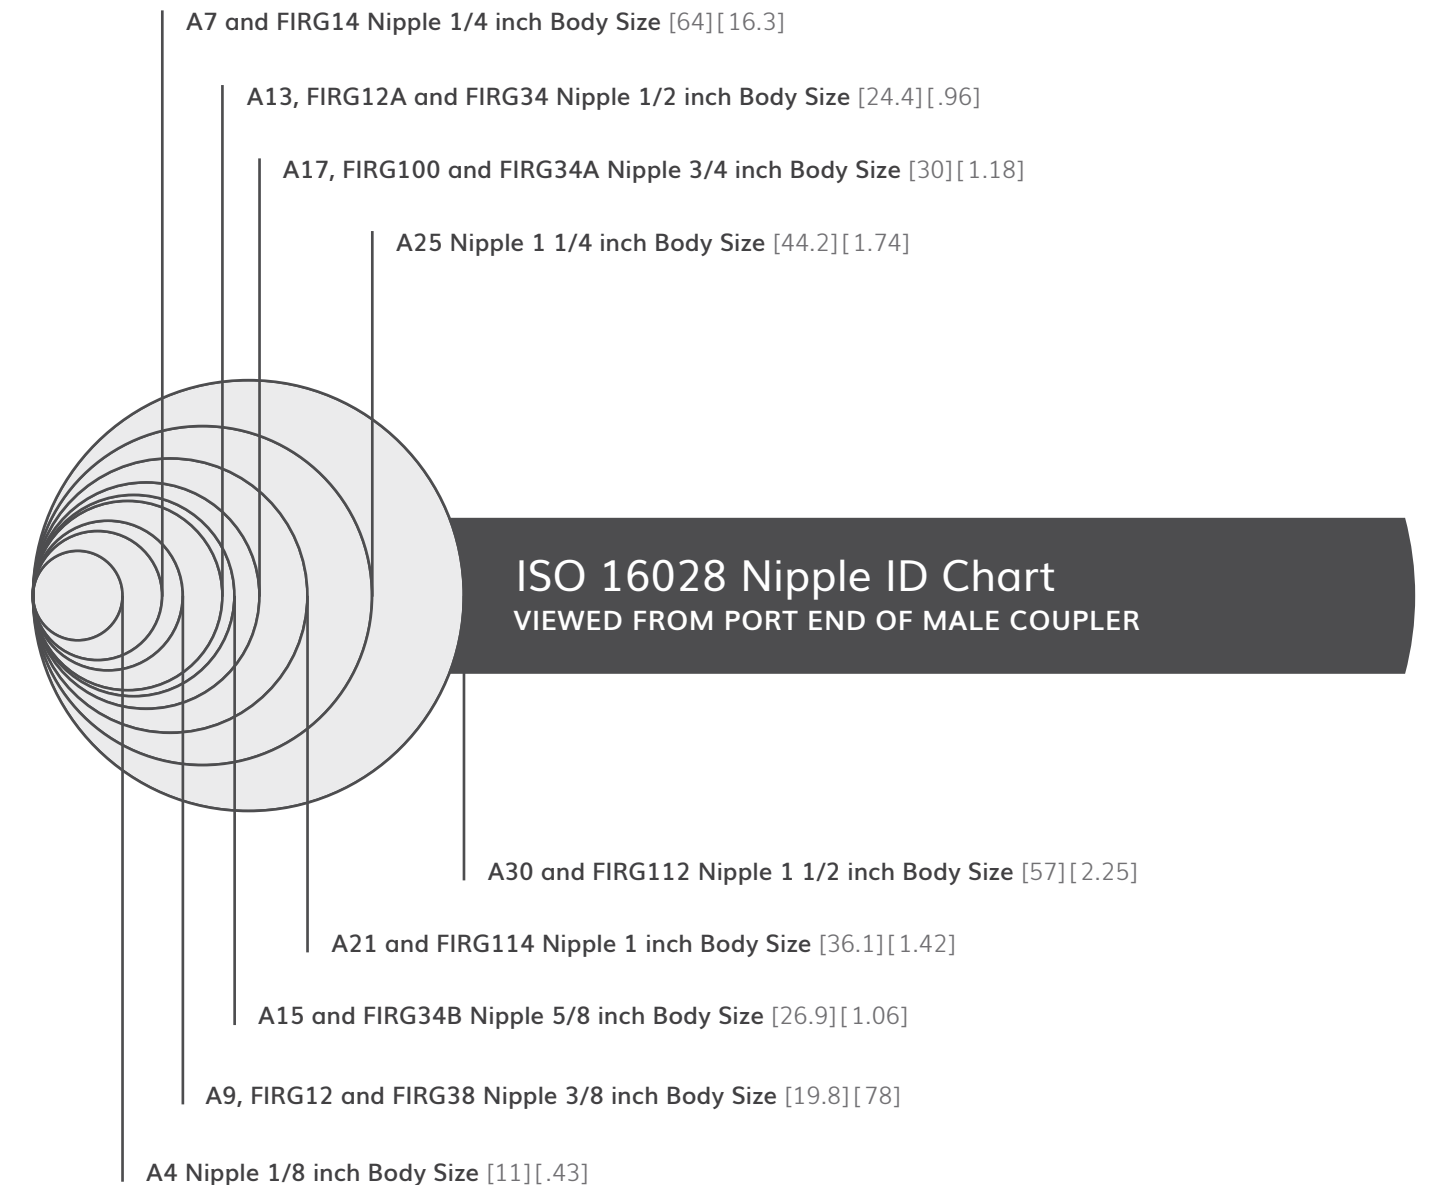 A7 and FIRG14 Nipple 1/4 inch Body Size [64][16.3]
A13, FIRG12A and FIRG34 Nipple 1/2 inch Body Size [24.4][.96]
A17, FIRG100 and FIRG34A Nipple 3/4 inch Body Size [30][1.18]
A25 Nipple 1 1/4 inch Body Size [44.2][1.74]
ISO 16028 Nipple ID Chart
VIEWED FROM PORT END OF MALE COUPLER
A30 and FIRG112 Nipple 1 1/2 inch Body Size [57][2.25]
A21 and FIRG114 Nipple 1 inch Body Size [36.1][1.42]
A15 and FIRG34B Nipple 5/8 inch Body Size [26.9][1.06]
A9, FIRG12 and FIRG38 Nipple 3/8 inch Body Size [19.8][78]
A4 Nipple 1/8 inch Body Size [11][.43]